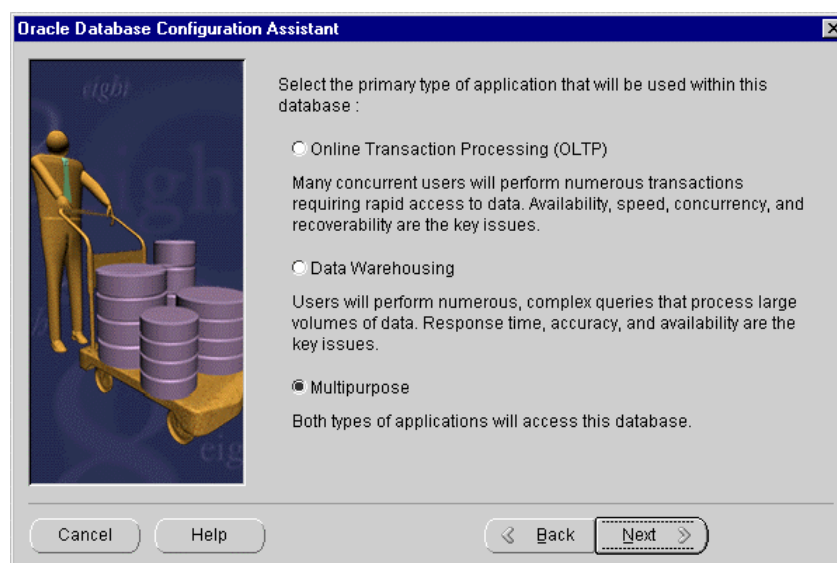 Oracle Database Configuration Assistant
eight
eight
Select the primary type of application that will be used within this
database :
Online Transaction Processing (OLTP)
Many concurrent users will perform numerous transactions
requiring rapid access to data. Availability, speed, concurrency, and
recoverability are the key issues.
Data Warehousing
Users will perform numerous, complex queries that process large
volumes of data. Response time, accuracy, and availability are the
key issues.
Multipurpose
Both types of applications will access this database.
8
eig
Cancel
Help
Back
Next